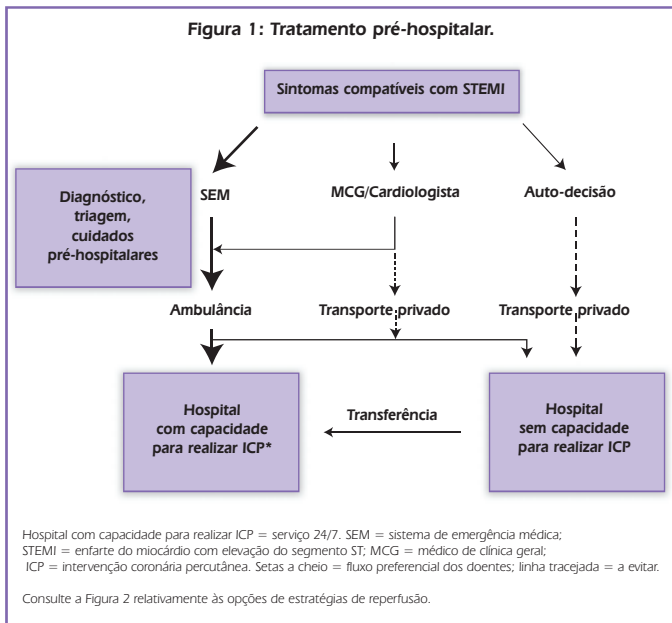 Figura 1: Tratamento pré-hospitalar.
Sintomas compatíveis com STEMI
Diagnóstico,
triagem,
cuidados
pré-hospitalares
SEM
MCG/Cardiologista
Auto-decisão
Ambulância
Transporte privado
Transporte privado
Hospital
com capacidade
para realizar ICP*
Transferência
Hospital
sem capacidade
para realizar ICP
Hospital com capacidade para realizar ICP = serviço 24/7. SEM = sistema de emergência médica;
STEMI = enfarte do miocárdio com elevação do segmento ST; MCG = médico de clínica geral;
ICP = intervenção coronária percutânea. Setas a cheio = fluxo preferencial dos doentes; linha tracejada = a evitar.
Consulte a Figura 2 relativamente às opções de estratégias de reperfusão.